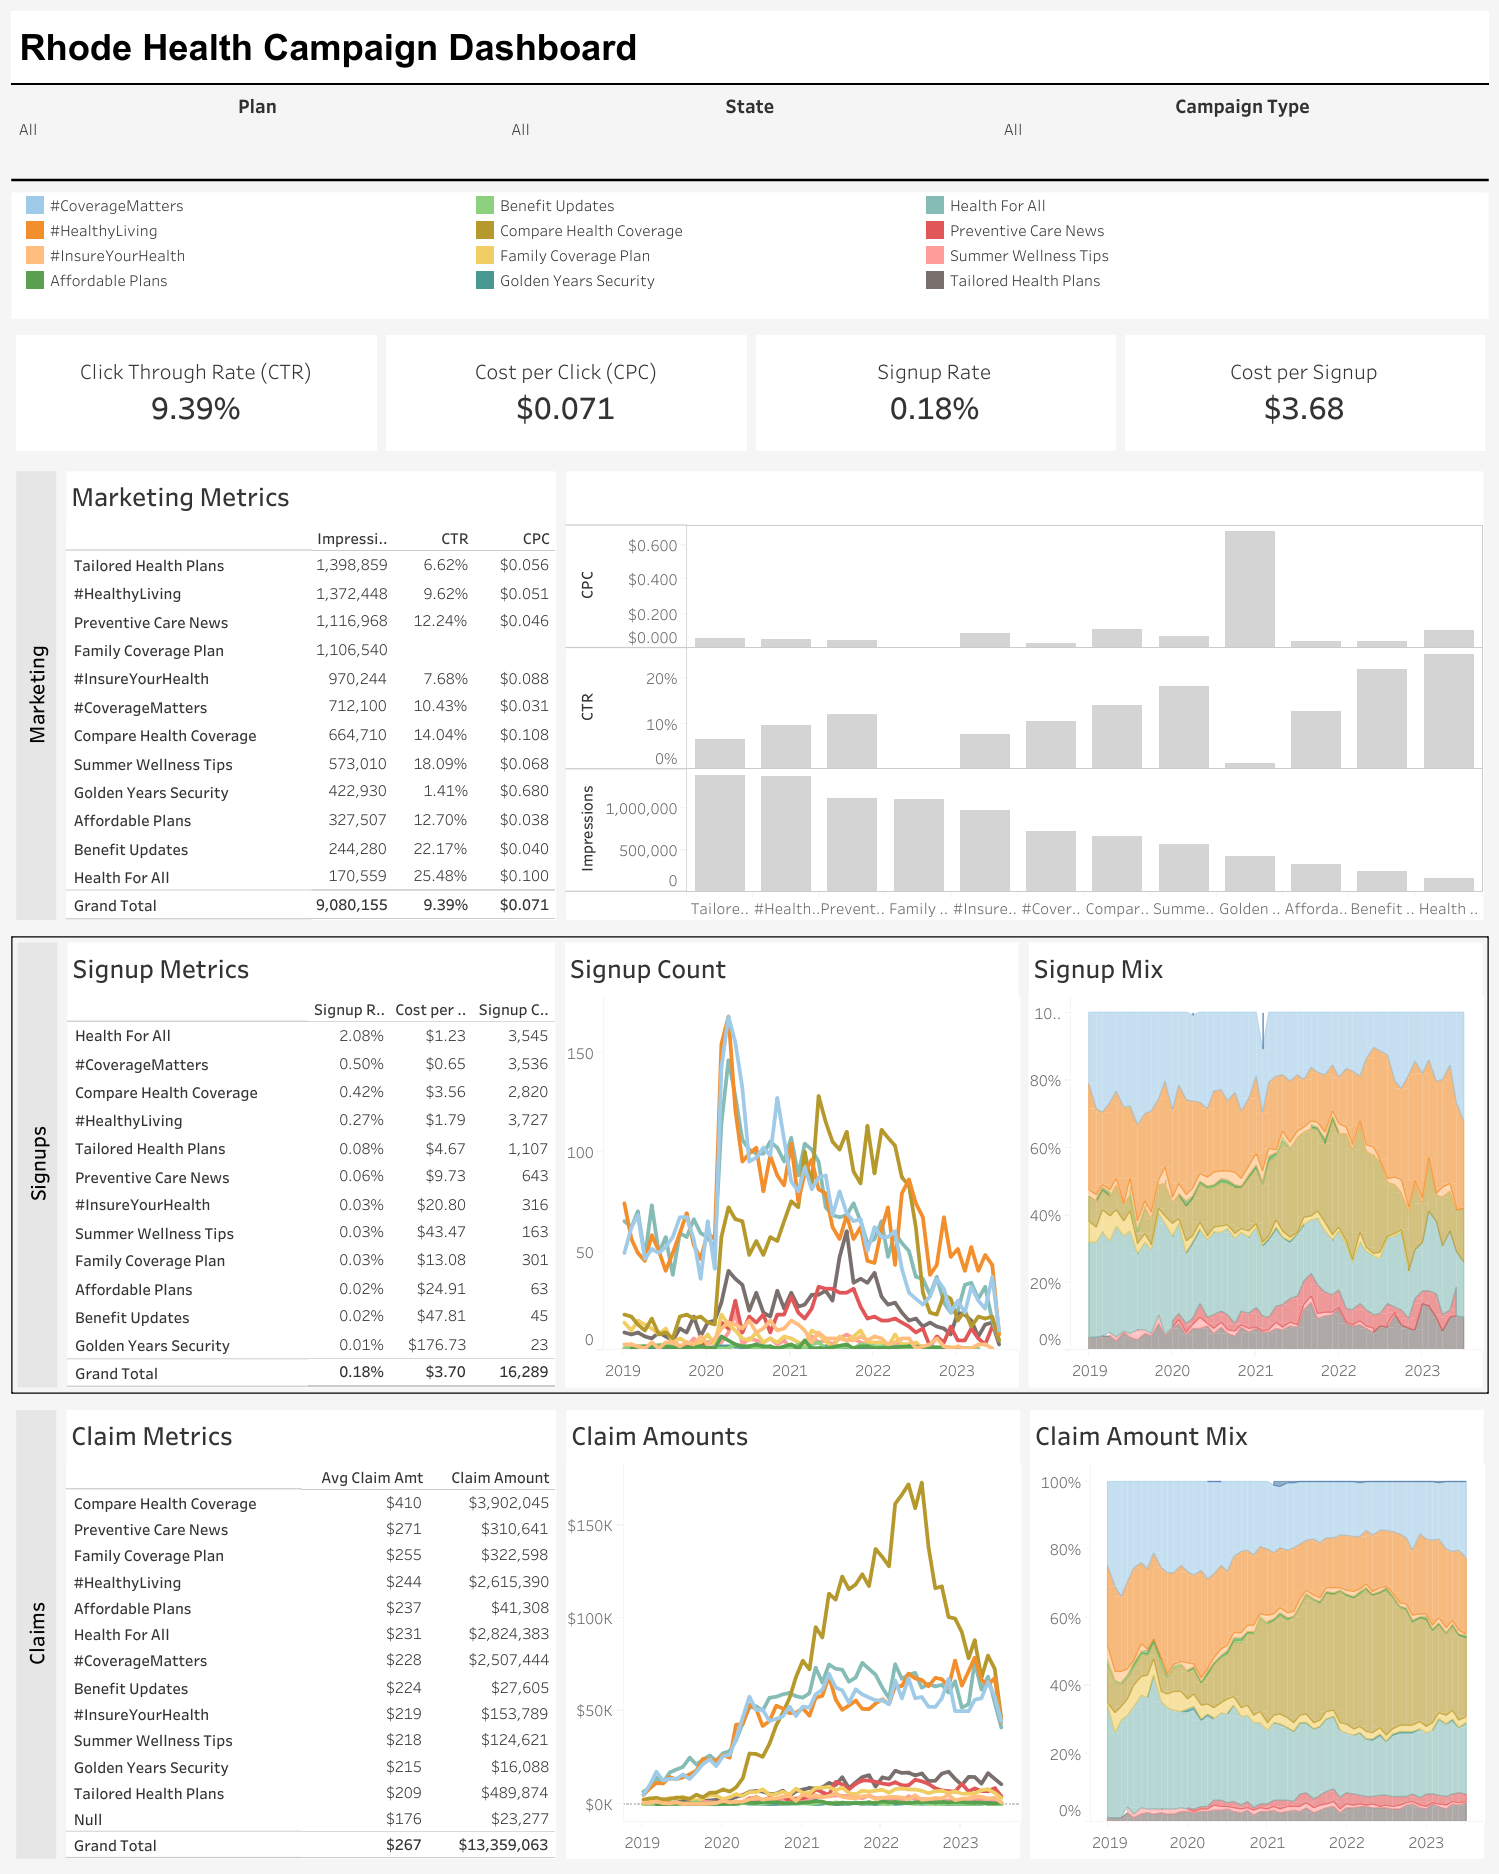 Rhode Health Campaign Dashboard
Plan State Campaign Type
All All All
#CoverageMatters Benefit Updates Health For All
#HealthyLiving Compare Health Coverage Preventive Care News
#InsureYourHealth Family Coverage Plan Summer Wellness Tips
Affordable Plans Golden Years Security Tailored Health Plans
Click Through Rate (CTR) Cost per Click (CPC) Signup Rate Cost per Signup
9.39% $0.071 0.18% $3.68
Marketing
Marketing Metrics
Impressi.. CTR CPC
Tailored Health Plans 1,398,859 6.62% $0.056
#HealthyLiving 1,372,448 9.62% $0.051
Preventive Care News 1,116,968 12.24% $0.046
Family Coverage Plan 1,106,540
#InsureYourHealth 970,244 7.68% $0.088
#CoverageMatters 712,100 10.43% $0.031
Compare Health Coverage 664,710 14.04% $0.108
Summer Wellness Tips 573,010 18.09% $0.068
Golden Years Security 422,930 1.41% $0.680
Affordable Plans 327,507 12.70% $0.038
Benefit Updates 244,280 22.17% $0.040
Health For All 170,559 25.48% $0.100
Grand Total 9,080,155 9.39% $0.071
CPC
$0.600
$0.400
$0.200
$0.000
CTR
20%
10%
0%
Impressions
1,000,000
500,000
0
Tailore.. #Health.. Prevent.. Family .. #Insure.. #Cover.. Compar.. Summe.. Golden .. Afforda.. Benefit .. Health ..
Signups
Signup Metrics
Signup R.. Cost per .. Signup C..
Health For All 2.08% $1.23 3,545
#CoverageMatters 0.50% $0.65 3,536
Compare Health Coverage 0.42% $3.56 2,820
#HealthyLiving 0.27% $1.79 3,727
Tailored Health Plans 0.08% $4.67 1,107
Preventive Care News 0.06% $9.73 643
#InsureYourHealth 0.03% $20.80 316
Summer Wellness Tips 0.03% $43.47 163
Family Coverage Plan 0.03% $13.08 301
Affordable Plans 0.02% $24.91 63
Benefit Updates 0.02% $47.81 45
Golden Years Security 0.01% $176.73 23
Grand Total 0.18% $3.70 16,289
Signup Count
150
100
50
0
2019 2020 2021 2022 2023
Signup Mix
10..
80%
60%
40%
20%
0%
2019 2020 2021 2022 2023
Claims
Claim Metrics
Avg Claim Amt Claim Amount
Compare Health Coverage $410 $3,902,045
Preventive Care News $271 $310,641
Family Coverage Plan $255 $322,598
#HealthyLiving $244 $2,615,390
Affordable Plans $237 $41,308
Health For All $231 $2,824,383
#CoverageMatters $228 $2,507,444
Benefit Updates $224 $27,605
#InsureYourHealth $219 $153,789
Summer Wellness Tips $218 $124,621
Golden Years Security $215 $16,088
Tailored Health Plans $209 $489,874
Null $176 $23,277
Grand Total $267 $13,359,063
Claim Amounts
$150K
$100K
$50K
$0K
2019 2020 2021 2022 2023
Claim Amount Mix
100%
80%
60%
40%
20%
0%
2019 2020 2021 2022 2023